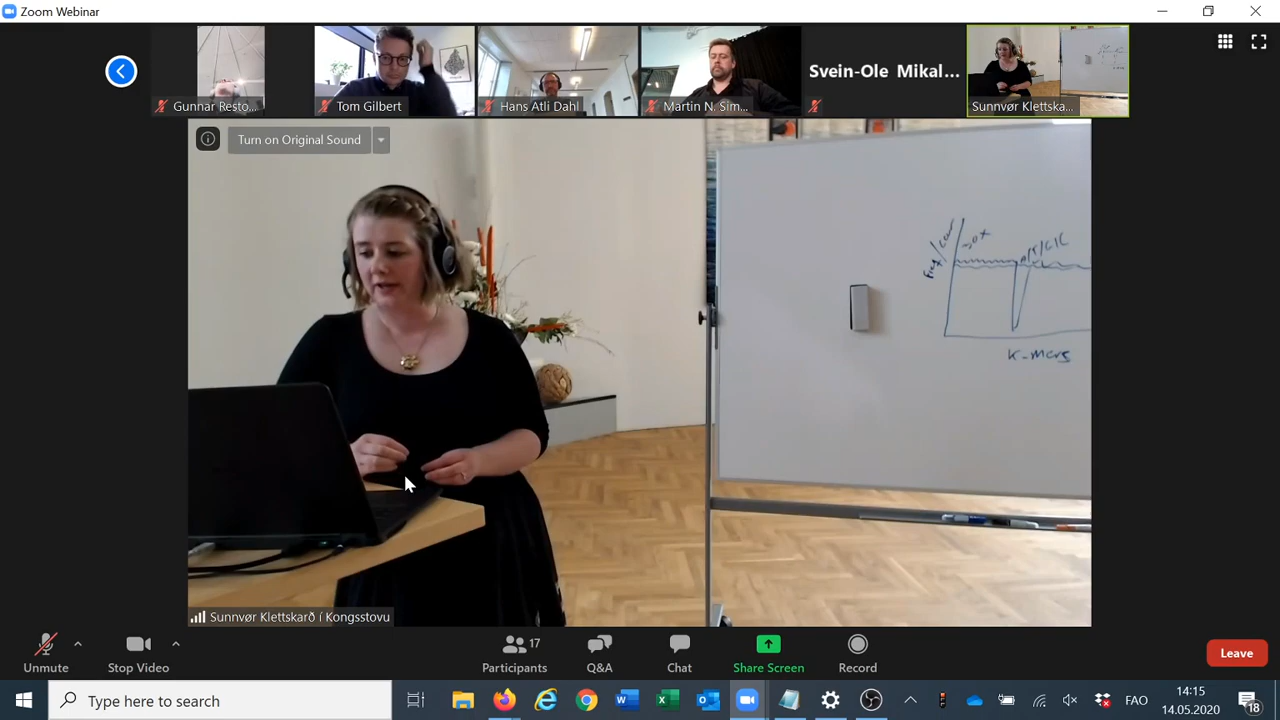 Zoom Webinar
Gunnar Resto...
Tom Gilbert
Hans Atli Dahl
Martin N. Sim...
Svein-Ole Mikal...
Sunnvør Klettska...
Turn on Original Sound
K-mers
Sunnvør Klettskarð í Kongsstovu
Unmute
Stop Video
Participants
17
Q&A
Chat
Share Screen
Record
Leave
Type here to search
FAO
14:15
14.05.2020
18